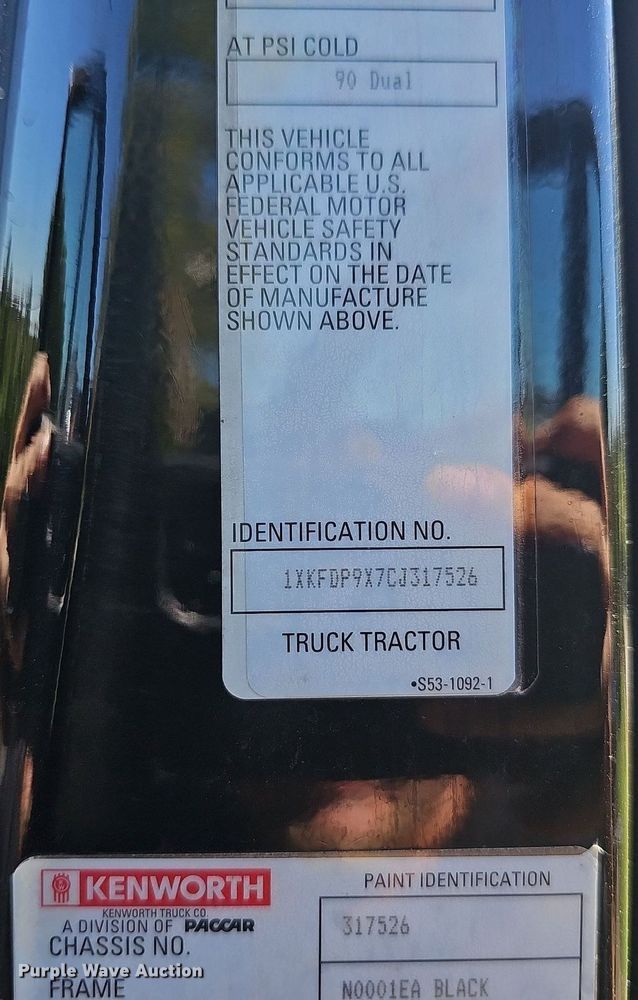 AT PSI COLD
90 Dual
THIS VEHICLE
CONFORMS TO ALL
APPLICABLE U.S.
FEDERAL MOTOR
VEHICLE SAFETY
STANDARDS IN
EFFECT ON THE DATE
OF MANUFACTURE
SHOWN ABOVE.
IDENTIFICATION NO.
1XKFDP9X7CJ317526
TRUCK TRACTOR
•S53-1092-1
KENWORTH
KENWORTH TRUCK CO.
A DIVISION OF PACCAR
CHASSIS NO.
FRAME
PAINT IDENTIFICATION
317526
N0001EA BLACK
Purple Wave Auction